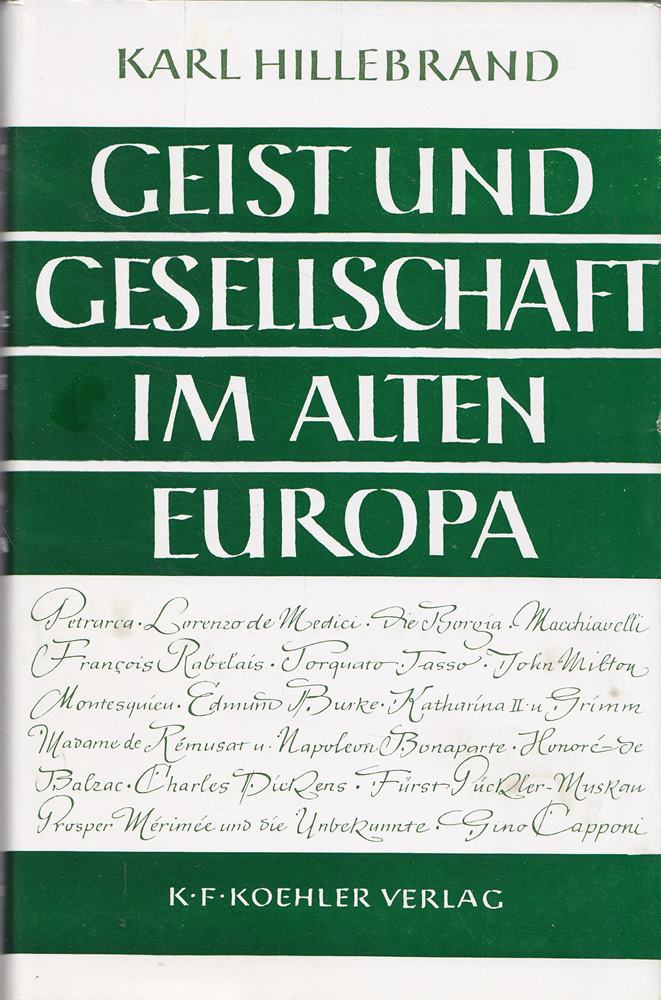 KARL HILLEBRAND
GEIST UND
GESELLSCHAFT
IM ALTEN
EUROPA
Petrarca · Lorenzo de Medici · Die Borgia · Macchiavelli
François Rabelais · Torquato Tasso · John Milton
Montesquieu · Edmund Burke · Katharina II · u · Grimm
Madame de Rémusat u · Napoleon Bonaparte · Honoré de
Balzac · Charles Dickens · Fürst Pückler-Muskau
Prosper Mérimée und die Unbekannte · Gino Capponi
K·F·KOEHLER VERLAG